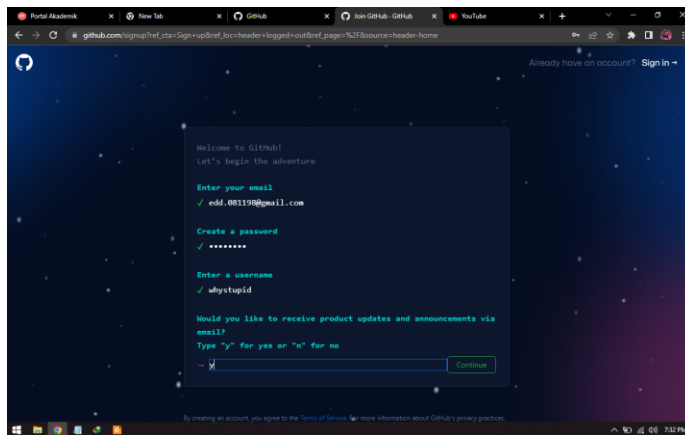 Portal Akademik
New Tab
GitHub
Join GitHub · GitHub
YouTube
github.com/signup?ref_cta=Sign+up&ref_loc=header+logged+out&ref_page=%2F&source=header-home
Already have an account? Sign in →
Welcome to GitHub!
Let's begin the adventure
Enter your email
✓ edd.081198@gmail.com
Create a password
✓ ••••••••
Enter a username
✓ whystupid
Would you like to receive product updates and announcements via
email?
Type "y" for yes or "n" for no
→ y
Continue
By creating an account, you agree to the Terms of Service. For more information about GitHub's privacy practices,
7:32 PM